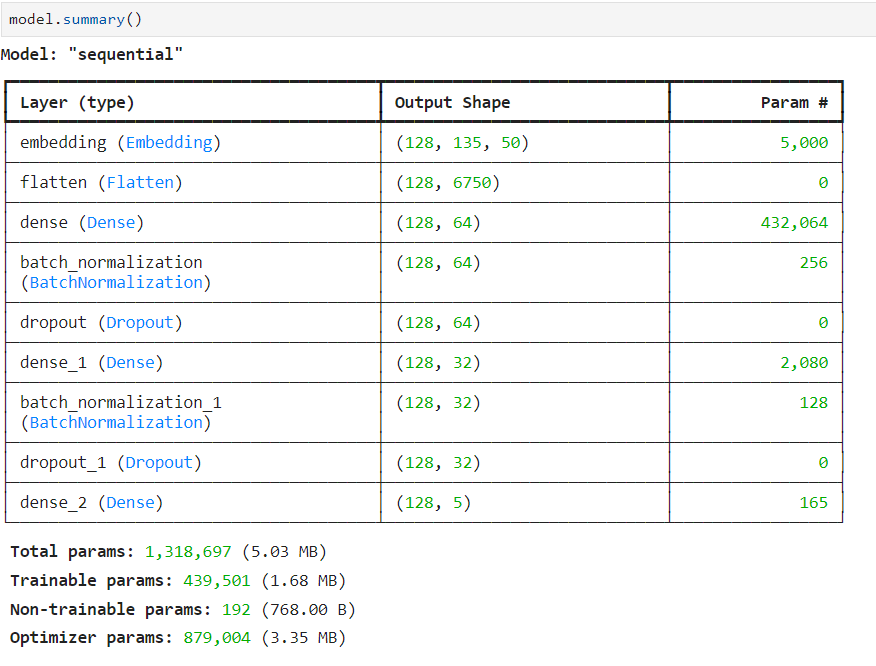 model.summary()
Model: "sequential"
Layer (type) Output Shape Param #
embedding (Embedding) (128, 135, 50) 5,000
flatten (Flatten) (128, 6750) 0
dense (Dense) (128, 64) 432,064
batch_normalization (128, 64) 256
(BatchNormalization)
dropout (Dropout) (128, 64) 0
dense_1 (Dense) (128, 32) 2,080
batch_normalization_1 (128, 32) 128
(BatchNormalization)
dropout_1 (Dropout) (128, 32) 0
dense_2 (Dense) (128, 5) 165
Total params: 1,318,697 (5.03 MB)
Trainable params: 439,501 (1.68 MB)
Non-trainable params: 192 (768.00 B)
Optimizer params: 879,004 (3.35 MB)